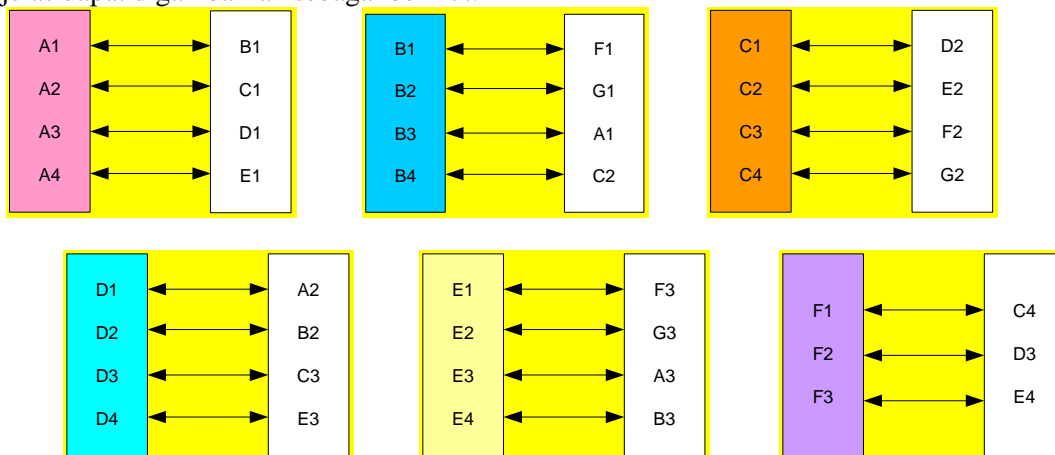 A1 B1 B1 F1 C1 D2
A2 C1 B2 G1 C2 E2
A3 D1 B3 A1 C3 F2
A4 E1 B4 C2 C4 G2
D1 A2 E1 F3 F1 C4
D2 B2 E2 G3 F2 D3
D3 C3 E3 A3 F3 E4
D4 E3 E4 B3